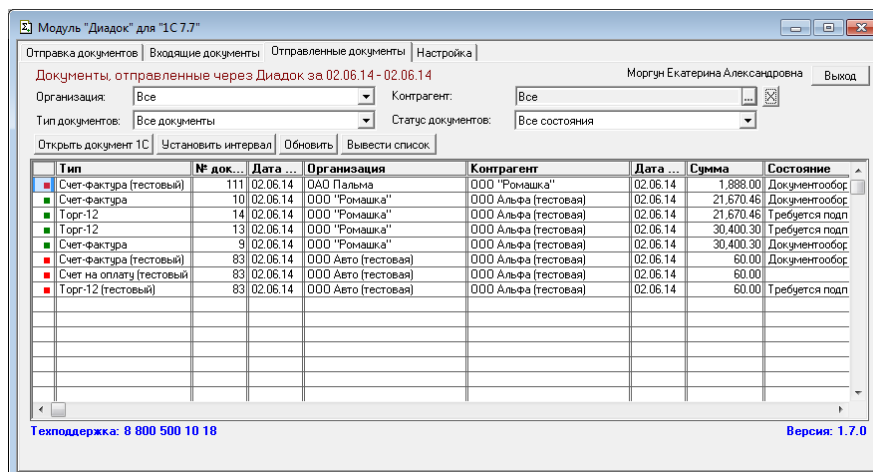 Модуль "Диадок" для "1С 7.7"
Отправка документов Входящие документы Отправленные документы Настройка
Документы, отправленные через Диадок за 02.06.14 - 02.06.14 Моргун Екатерина Александровна Выход
Организация: Все Контрагент: Все ...
Тип документов: Все документы Статус документов: Все состояния
Открыть документ 1С Установить интервал Обновить Вывести список
Тип № док... Дата ... Организация Контрагент Дата ... Сумма Состояние
Счет-фактура (тестовый) 111 02.06.14 ОАО Пальма ООО "Ромашка" 02.06.14 1,888.00 Документообор
Счет-фактура 10 02.06.14 ООО "Ромашка" ООО Альфа (тестовая) 02.06.14 21,670.46 Документообор
Торг-12 14 02.06.14 ООО "Ромашка" ООО Альфа (тестовая) 02.06.14 21,670.46 Требуется подп
Торг-12 13 02.06.14 ООО "Ромашка" ООО Альфа (тестовая) 02.06.14 30,400.30 Требуется подп
Счет-фактура 9 02.06.14 ООО "Ромашка" ООО Альфа (тестовая) 02.06.14 30,400.30 Документообор
Счет-фактура (тестовый) 83 02.06.14 ООО Авто (тестовая) ООО Альфа (тестовая) 02.06.14 60.00 Документообор
Счет на оплату (тестовый 83 02.06.14 ООО Авто (тестовая) ООО Альфа (тестовая) 02.06.14 60.00
Торг-12 (тестовый) 83 02.06.14 ООО Авто (тестовая) ООО Альфа (тестовая) 02.06.14 60.00 Требуется подп
Техподдержка: 8 800 500 10 18 Версия: 1.7.0